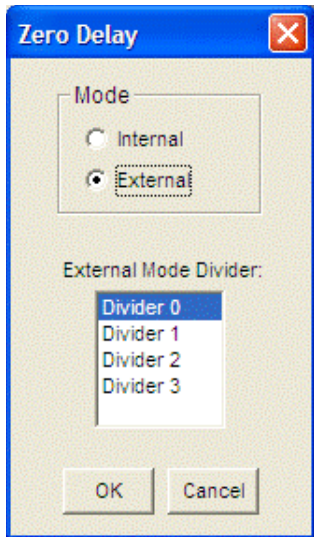 Zero Delay
Mode
Internal
External
External Mode Divider:
Divider 0
Divider 1
Divider 2
Divider 3
OK Cancel